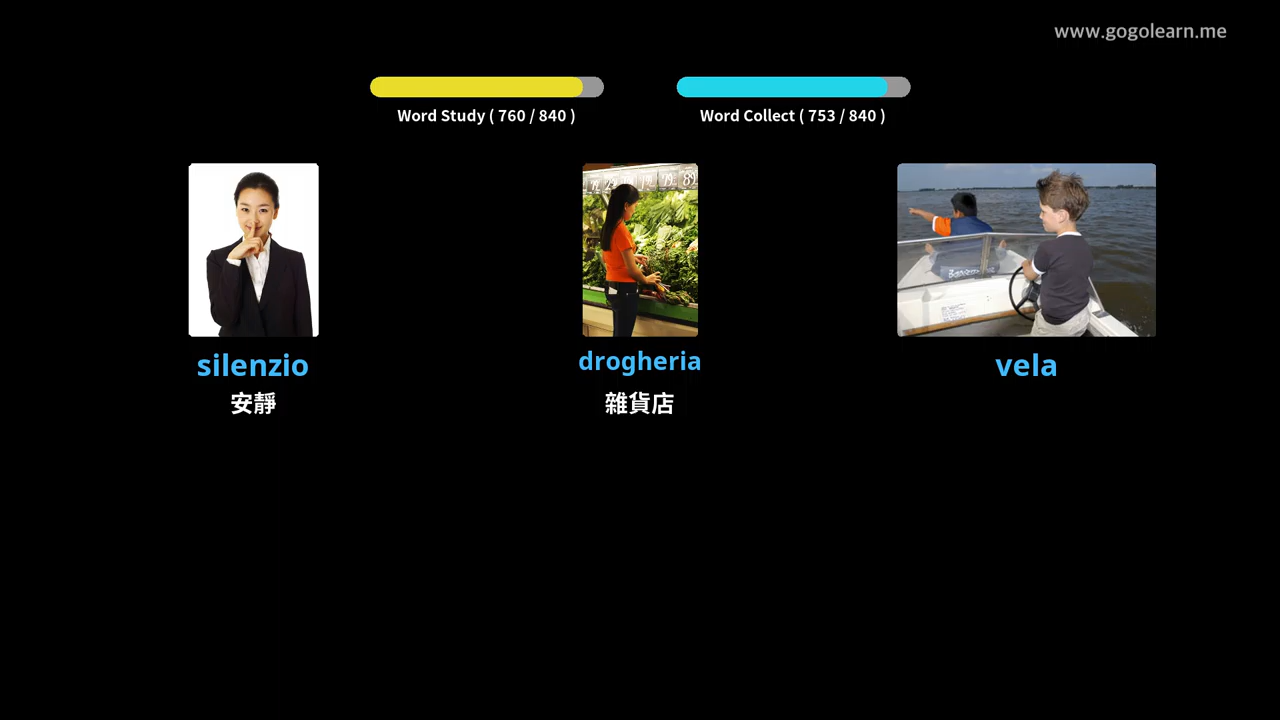 www.gogolearn.me
Word Study ( 760 / 840 )
Word Collect ( 753 / 840 )
silenzio
安靜
drogheria
雜貨店
vela